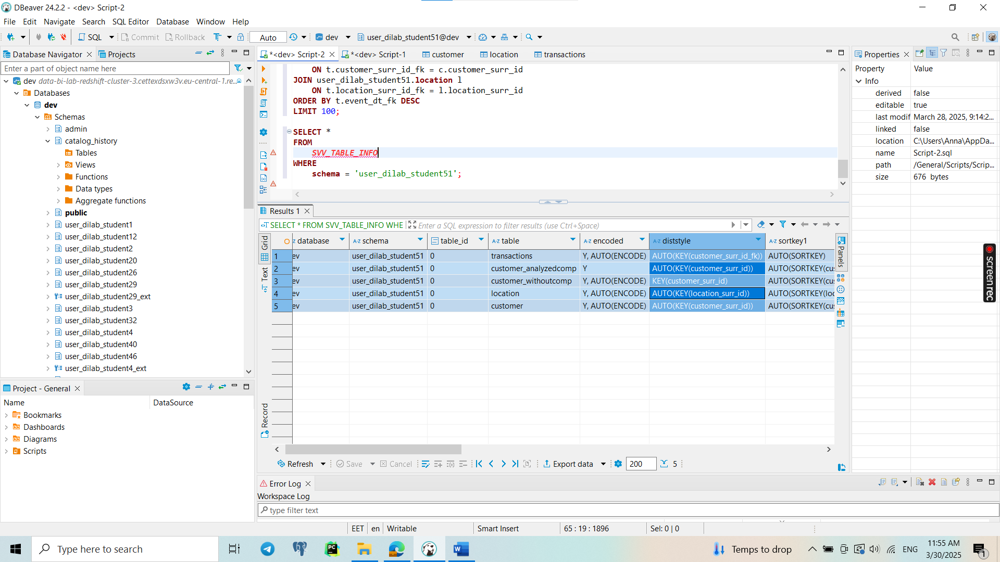 DBeaver 24.2.2 - <dev> Script-2
File Edit Navigate Search SQL Editor Database Window Help
SQL Commit Rollback Auto dev user_dilab_student51@dev
Database Navigator Projects
Enter a part of object name here
dev data-bi-lab-redshift-cluster-3.cettexdsxw3v.eu-central-1.re...
Databases
dev
Schemas
admin
catalog_history
Tables
Views
Functions
Data types
Aggregate functions
public
user_dilab_student1
user_dilab_student12
user_dilab_student2
user_dilab_student20
user_dilab_student26
user_dilab_student29
user_dilab_student29_ext
user_dilab_student3
user_dilab_student32
user_dilab_student4
user_dilab_student40
user_dilab_student46
user_dilab_student4_ext
Project - General
Name DataSource
Bookmarks
Dashboards
Diagrams
Scripts
*<dev> Script-2 *<dev> Script-1 customer location transactions
ON t.customer_surr_id_fk = c.customer_surr_id
JOIN user_dilab_student51.location l
ON t.location_surr_id_fk = l.location_surr_id
ORDER BY t.event_dt_fk DESC
LIMIT 100;
SELECT *
FROM
SVV_TABLE_INFO
WHERE
schema = 'user_dilab_student51';
Results 1
SELECT * FROM SVV_TABLE_INFO WHE Enter a SQL expression to filter results (use Ctrl+Space)
Grid
Text
Record
database schema table_id table encoded diststyle sortkey1
1 ev user_dilab_student51 0 transactions Y, AUTO(ENCODE) AUTO(KEY(customer_surr_id_fk)) AUTO(SORTKEY)
2 ev user_dilab_student51 0 customer_analyzedcomp Y AUTO(KEY(customer_surr_id)) AUTO(SORTKEY(cus
3 ev user_dilab_student51 0 customer_withoutcomp Y, AUTO(ENCODE) KEY(customer_surr_id) AUTO(SORTKEY(cus
4 ev user_dilab_student51 0 location Y, AUTO(ENCODE) AUTO(KEY(location_surr_id)) AUTO(SORTKEY(loc
5 ev user_dilab_student51 0 customer Y, AUTO(ENCODE) AUTO(KEY(customer_surr_id)) AUTO(SORTKEY(cus
Panels
Refresh Save Cancel Export data 200 5
Error Log
Workspace Log
type filter text
Properties
Property Value
Info
derived false
editable true
last modif March 28, 2025, 9:14:2...
linked false
location C:\Users\Anna\AppDa...
name Script-2.sql
path /General/Scripts/Scrip...
size 676 bytes
screenrec
EET en Writable Smart Insert 65 : 19 : 1896 Sel: 0 | 0
Type here to search
PC
W
Temps to drop
ENG
11:55 AM
3/30/2025
1